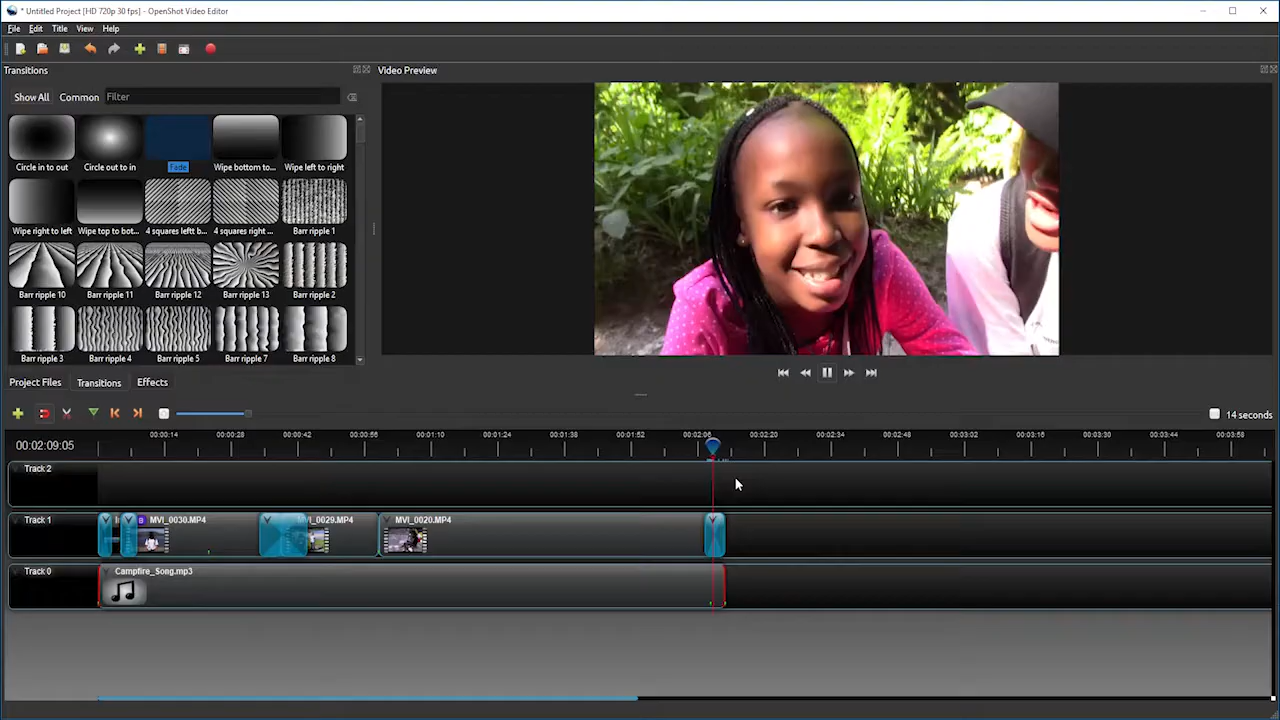 * Untitled Project [HD 720p 30 fps] - OpenShot Video Editor
File Edit Title View Help
Transitions
Video Preview
Show All Common Filter
Circle in to out Circle out to in Fade Wipe bottom to... Wipe left to right
Wipe right to left Wipe top to bot... 4 squares leftt b... 4 squares right ... Barr ripple 1
Barr ripple 10 Barr ripple 11 Barr ripple 12 Barr ripple 13 Barr ripple 2
Barr ripple 3 Barr ripple 4 Barr ripple 5 Barr ripple 7 Barr ripple 8
Project Files Transitions Effects
14 seconds
00:02:09:05 00:00:14 00:00:28 00:00:42 00:00:56 00:01:10 00:01:24 00:01:38 00:01:52 00:02:06 00:02:20 00:02:34 00:02:48 00:03:02 00:03:16 00:03:30 00:03:44 00:03:58
Track 2
Track 1 MVI_0030.MP4 MVI_0029.MP4 MVI_0020.MP4
Track 0 Campfire_Song.mp3